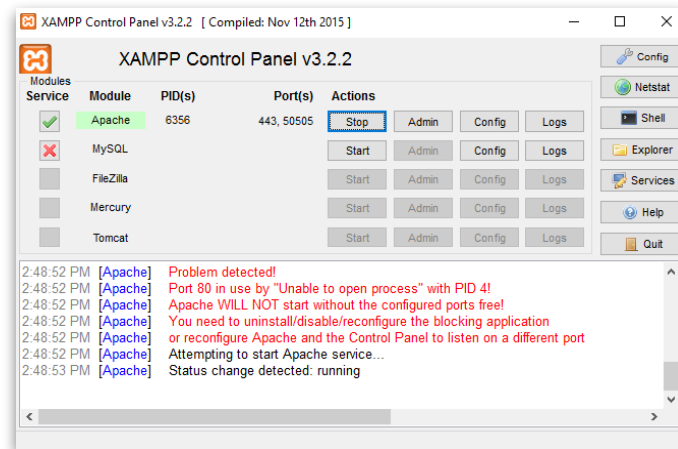 XAMPP Control Panel v3.2.2 [ Compiled: Nov 12th 2015 ]
XAMPP Control Panel v3.2.2
Config
Modules
Service Module PID(s) Port(s) Actions
Netstat
Apache 6356 443, 50505 Stop Admin Config Logs
Shell
MySQL Start Admin Config Logs
Explorer
FileZilla Start Admin Config Logs
Services
Mercury Start Admin Config Logs
Help
Tomcat Start Admin Config Logs
Quit
2:48:52 PM [Apache] Problem detected!
2:48:52 PM [Apache] Port 80 in use by "Unable to open process" with PID 4!
2:48:52 PM [Apache] Apache WILL NOT start without the configured ports free!
2:48:52 PM [Apache] You need to uninstall/disable/reconfigure the blocking application
2:48:52 PM [Apache] or reconfigure Apache and the Control Panel to listen on a different port
2:48:52 PM [Apache] Attempting to start Apache service...
2:48:53 PM [Apache] Status change detected: running